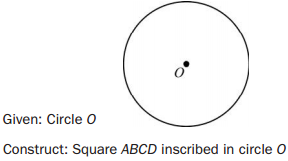 O
Given: Circle O
Construct: Square ABCD inscribed in circle O